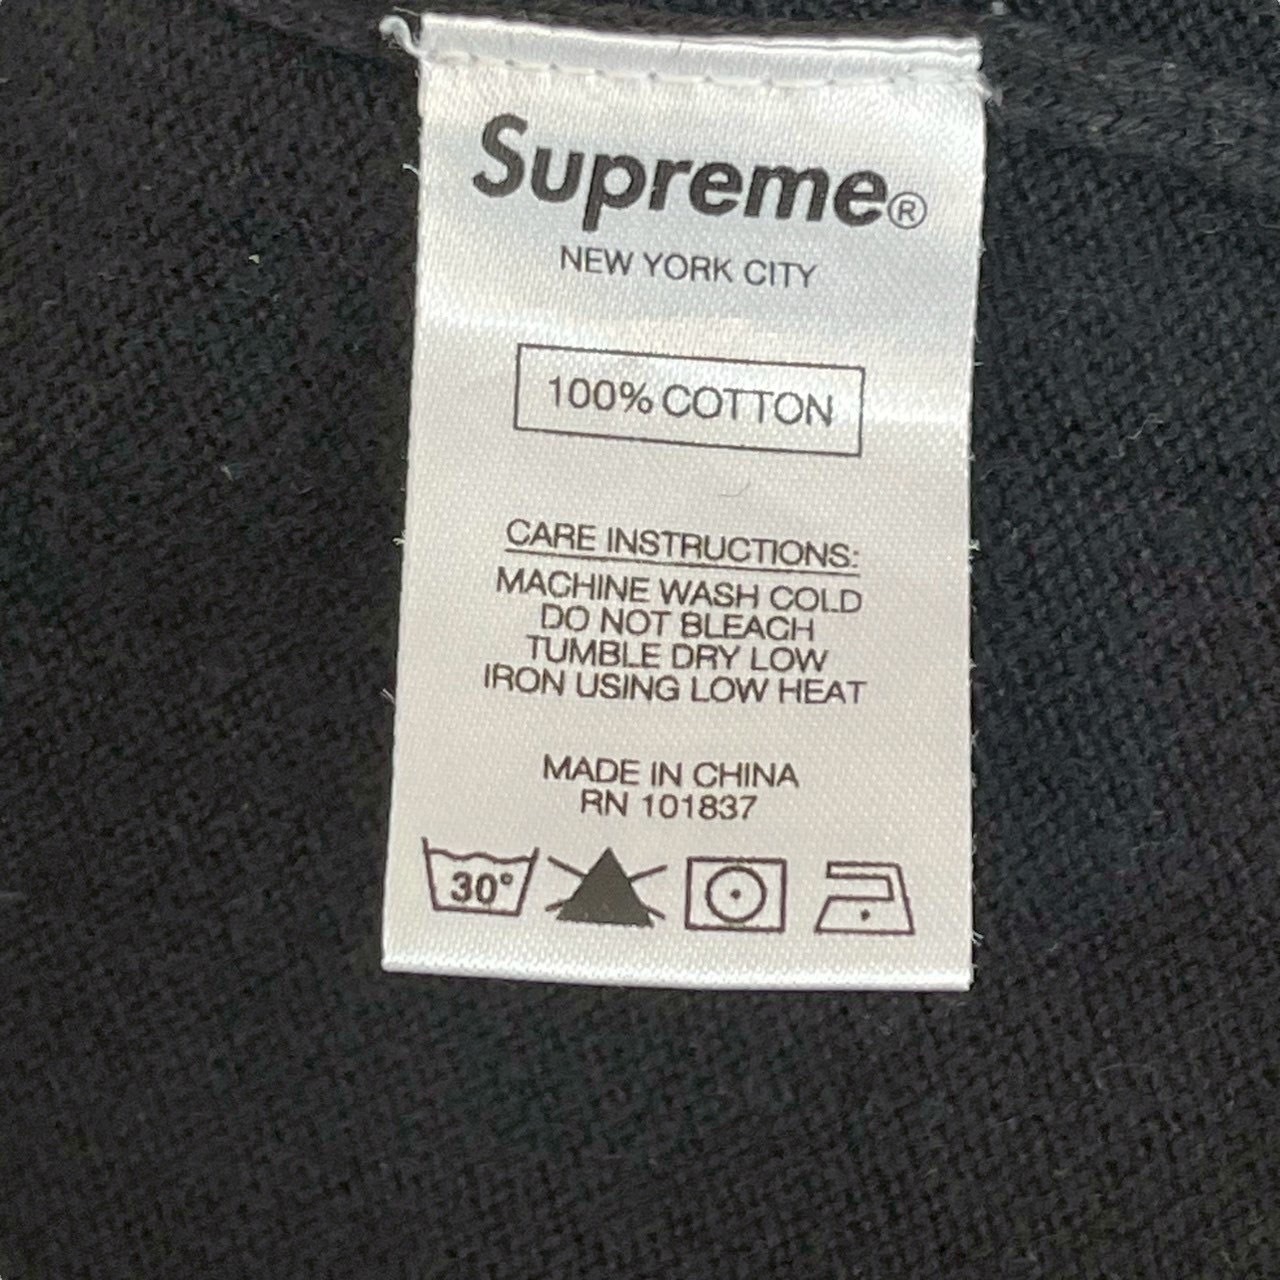 Supreme®
NEW YORK CITY
100% COTTON
CARE INSTRUCTIONS:
MACHINE WASH COLD
DO NOT BLEACH
TUMBLE DRY LOW
IRON USING LOW HEAT
MADE IN CHINA
RN 101837
30°